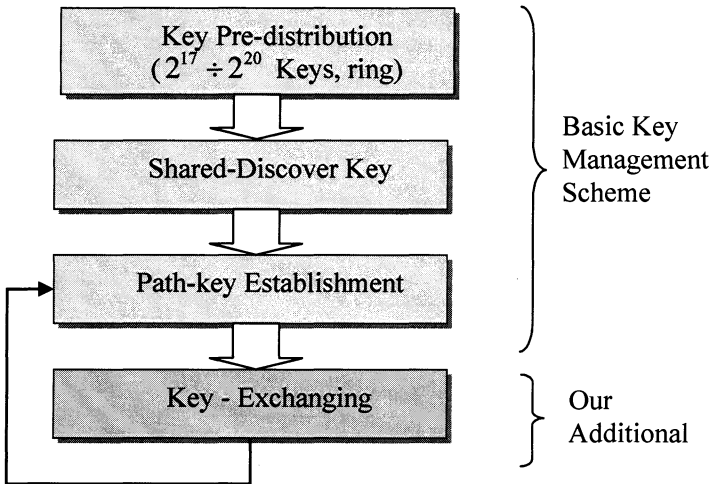 Key Pre-distribution
(2^17 ÷ 2^20 Keys, ring)
Shared-Discover Key
Path-key Establishment
Key - Exchanging
Basic Key
Management
Scheme
Our
Additional